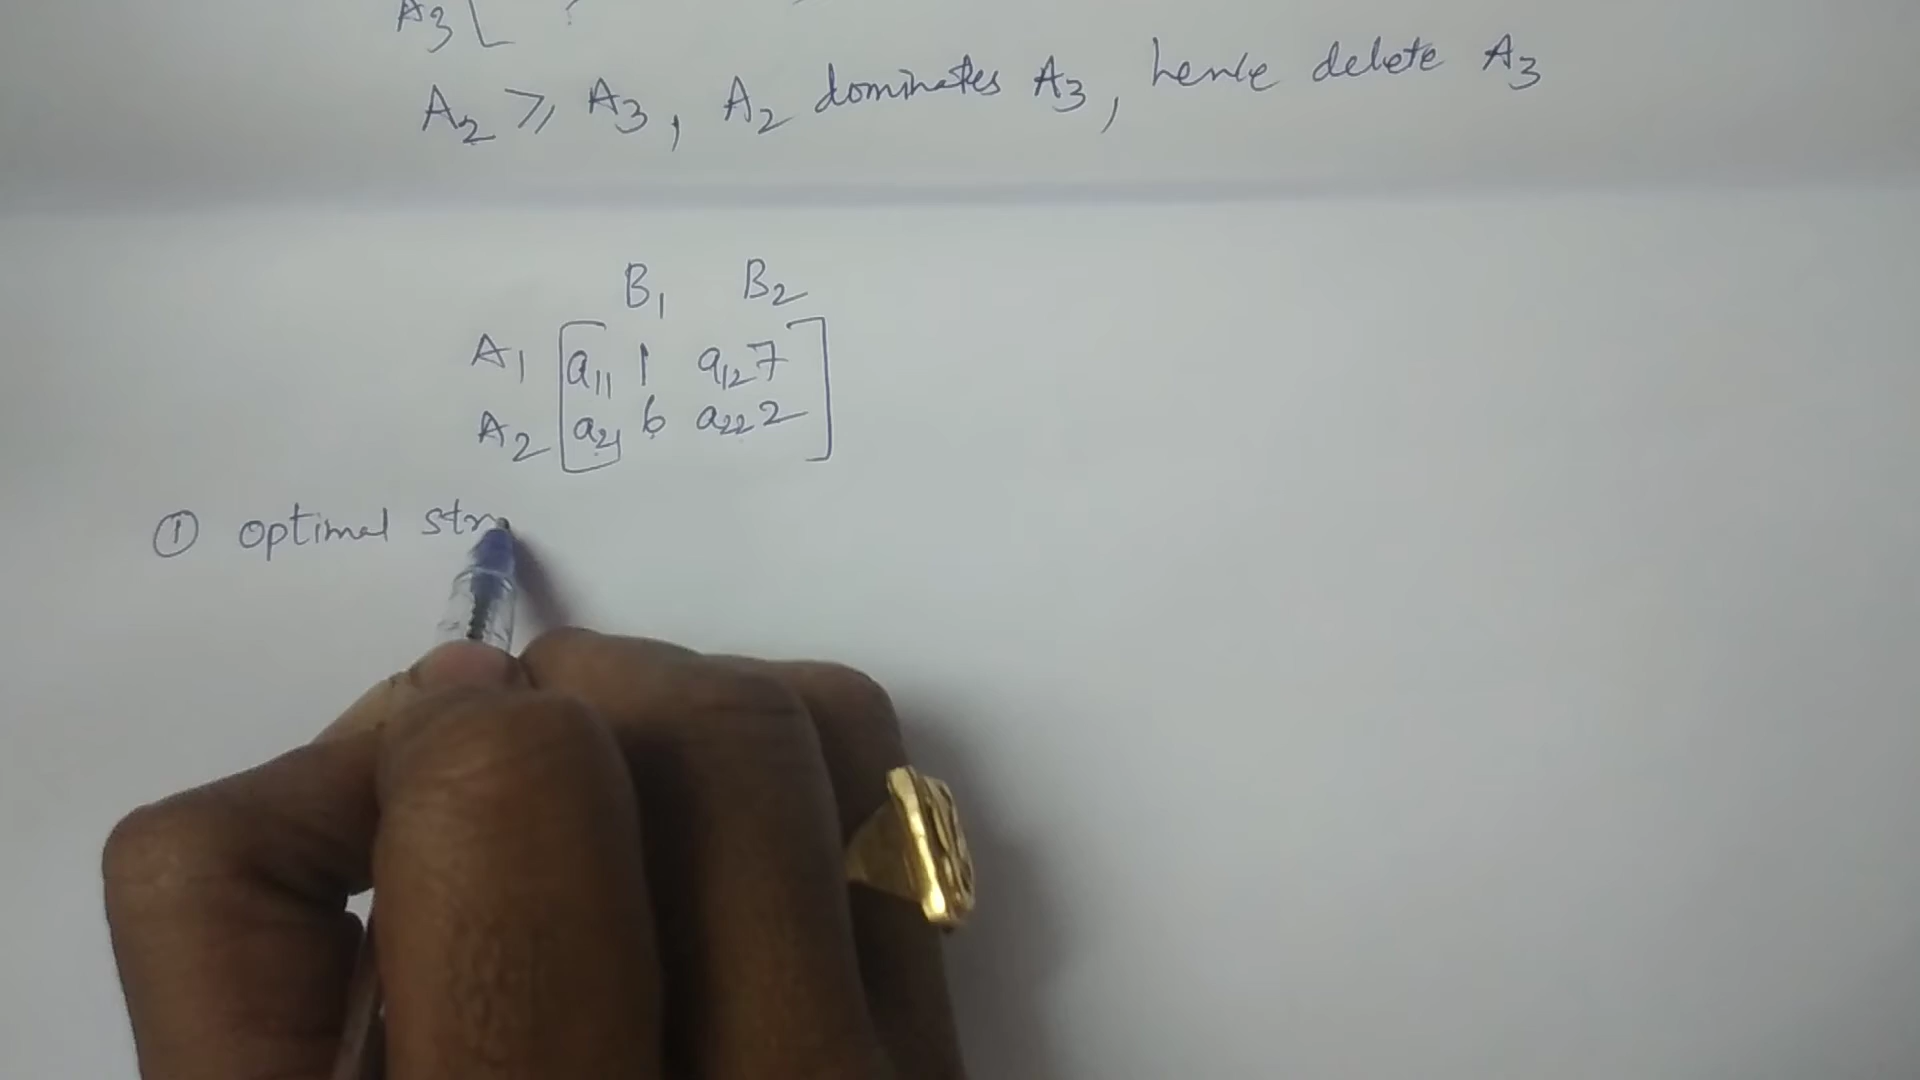 A3
A2 ⩾ A3, A2 dominates A3, hence delete A3
B1 B2
A1 a11 1 a12 7
A2 a21 6 a22 2
① optimal str